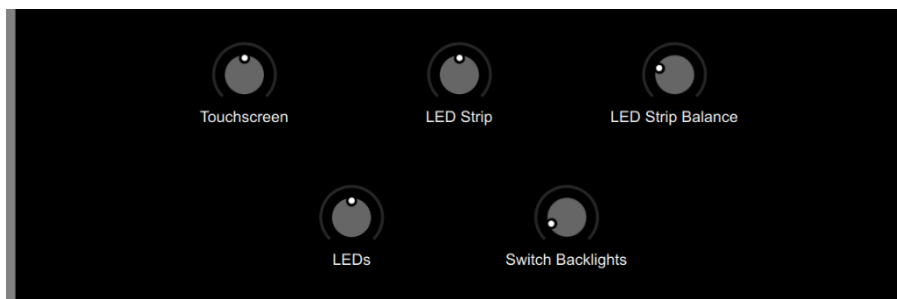 Touchscreen
LED Strip
LED Strip Balance
LEDs
Switch Backlights